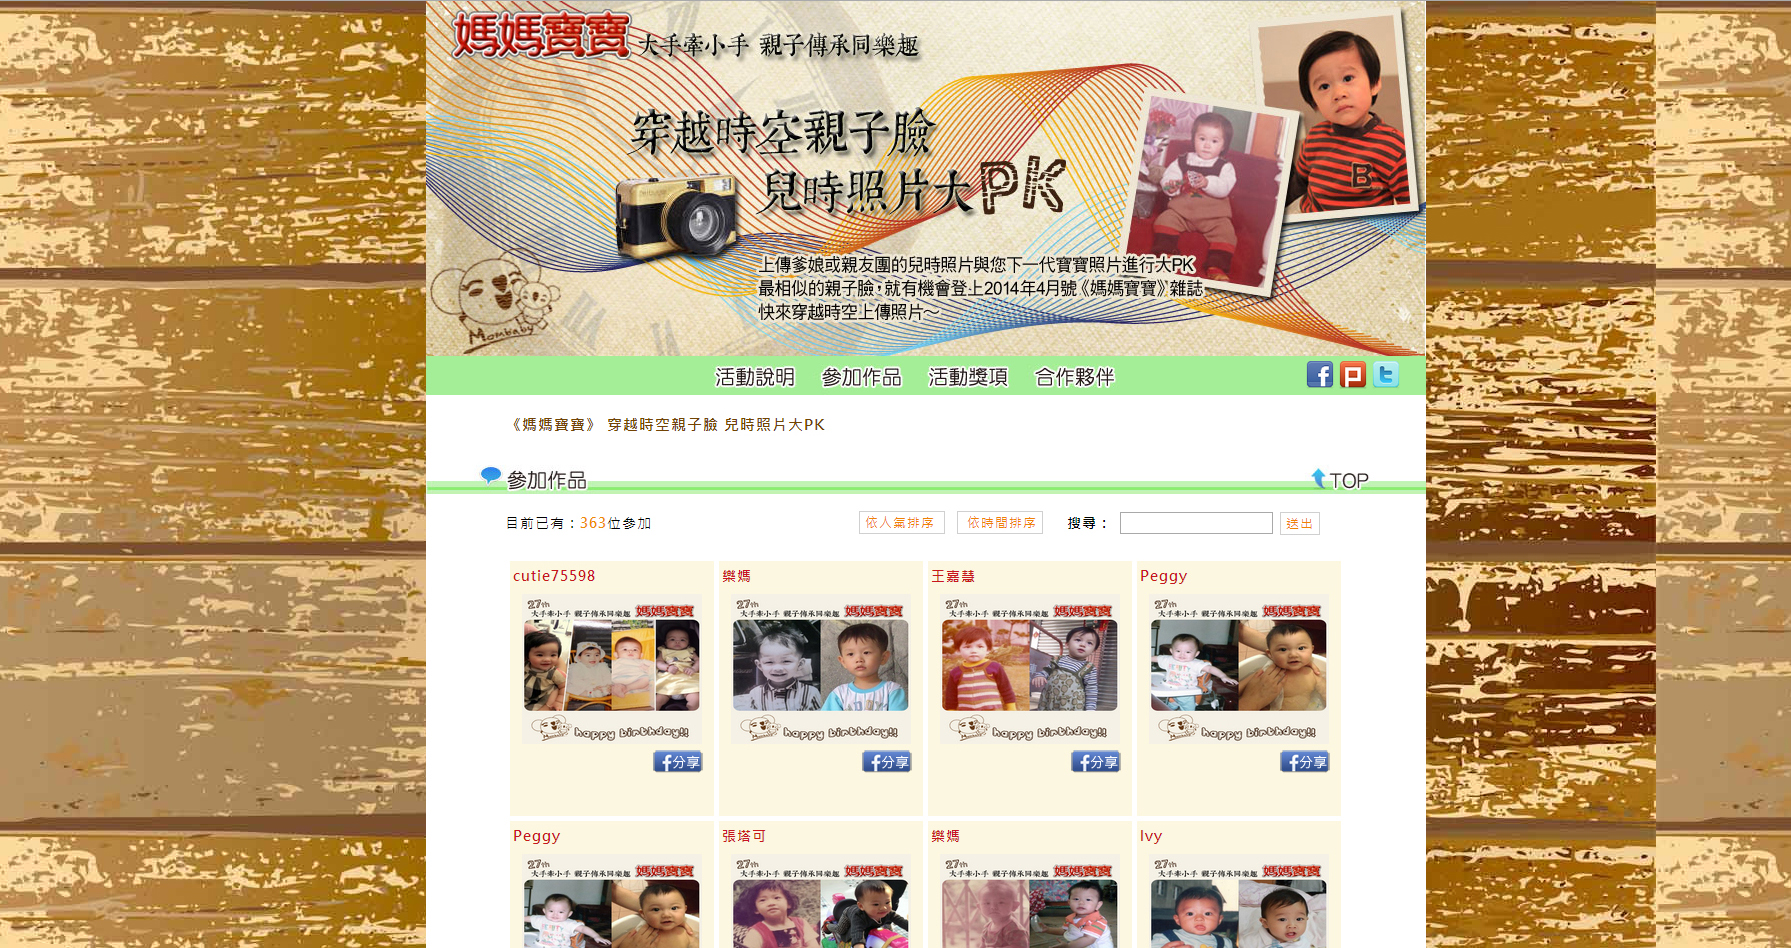 媽媽寶寶 大手牽小手 親子傳承同樂趣
穿越時空親子臉
兒時照片大PK
上傳爹娘或親友團的兒時照片與您下一代寶寶照片進行大PK
最相似的親子臉，就有機會登上2014年4月號《媽媽寶寶》雜誌
快來穿越時空上傳照片～
Mombaby
B
活動說明 參加作品 活動獎項 合作夥伴
《媽媽寶寶》 穿越時空親子臉 兒時照片大PK
參加作品
TOP
目前已有：363位參加
依人氣排序 依時間排序 搜尋： 送出
cutie75598 樂媽 王嘉慧 Peggy
27th 27th 27th 27th
大手牽小手 親子傳承同樂趣 媽媽寶寶 大手牽小手 親子傳承同樂趣 媽媽寶寶 大手牽小手 親子傳承同樂趣 媽媽寶寶 大手牽小手 親子傳承同樂趣 媽媽寶寶
happy birthday!! happy birthday!! happy birthday!! happy birthday!!
分享 分享 分享 分享
Peggy 張塔可 樂媽 Ivy
27th 27th 27th 27th
大手牽小手 親子傳承同樂趣 媽媽寶寶 大手牽小手 親子傳承同樂趣 媽媽寶寶 大手牽小手 親子傳承同樂趣 媽媽寶寶 大手牽小手 親子傳承同樂趣 媽媽寶寶